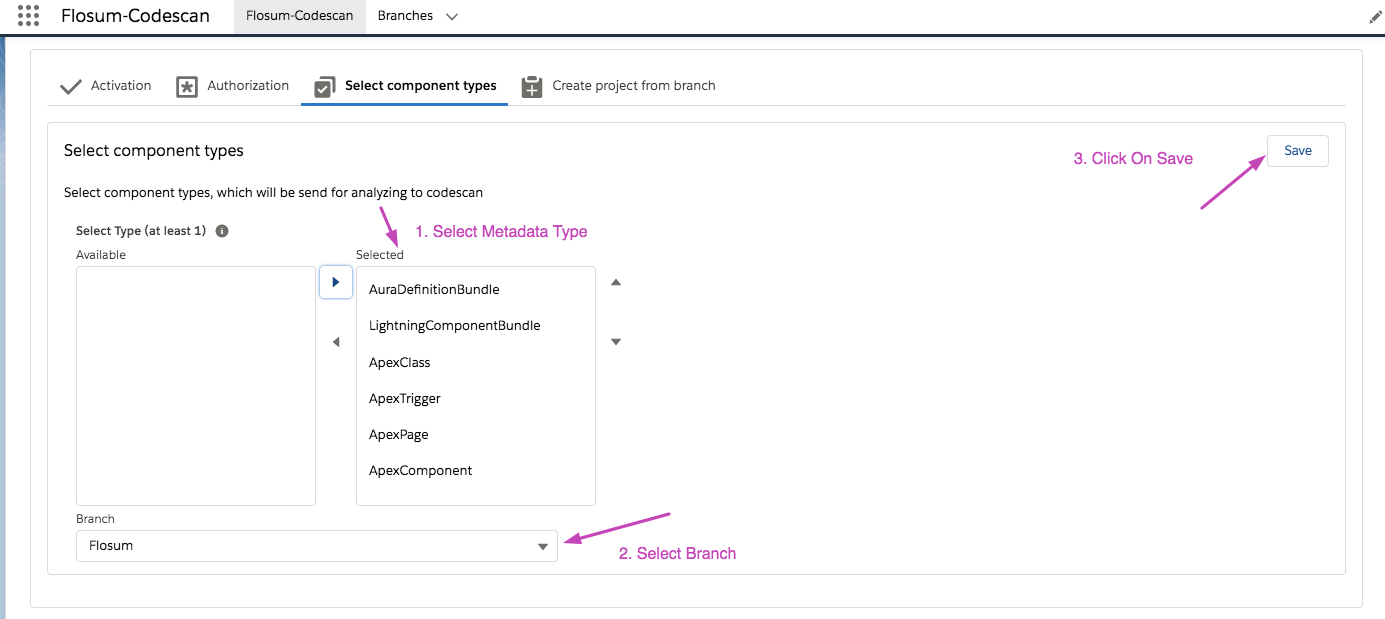 Flosum-Codescan Flosum-Codescan Branches
Activation Authorization Select component types Create project from branch
Select component types
3. Click On Save
Save
Select component types, which will be send for analyzing to codescan
Select Type (at least 1)
1. Select Metadata Type
Available
Selected
AuraDefinitionBundle
LightningComponentBundle
ApexClass
ApexTrigger
ApexPage
ApexComponent
Branch
Flosum
2. Select Branch